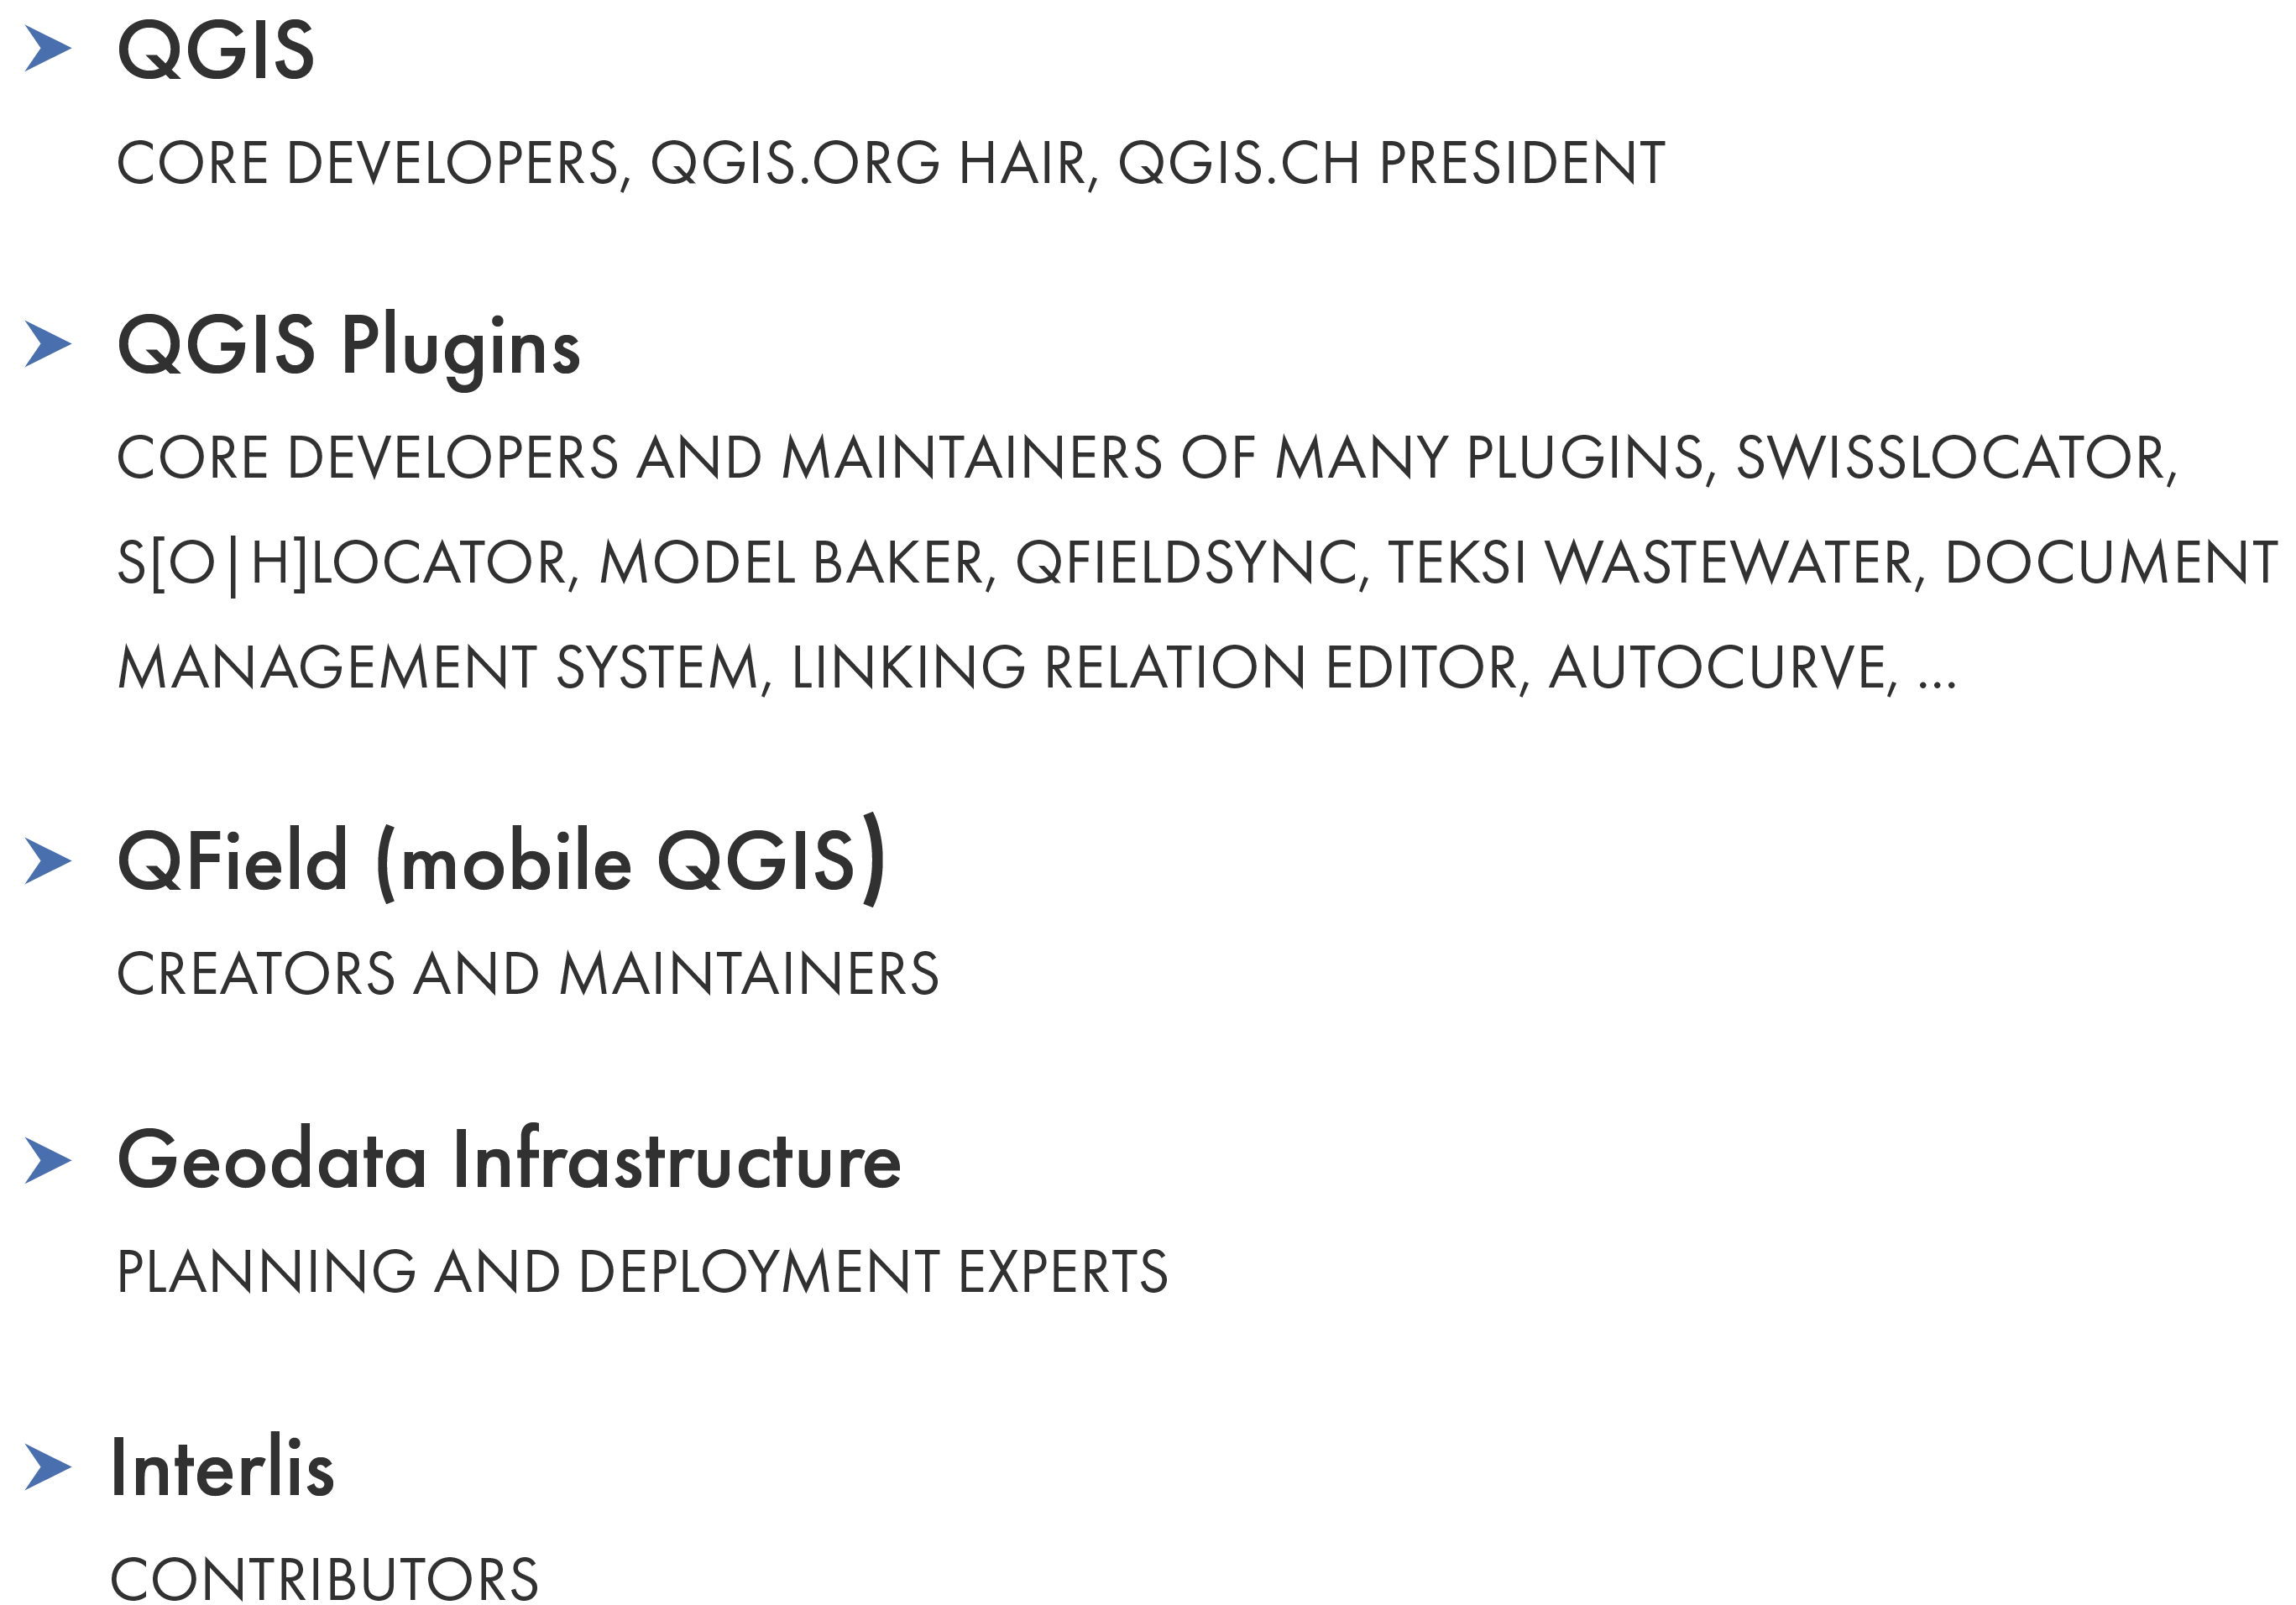 QGIS
CORE DEVELOPERS, QGIS.ORG HAIR, QGIS.CH PRESIDENT
QGIS Plugins
CORE DEVELOPERS AND MAINTAINERS OF MANY PLUGINS, SWISSLOCATOR,
S[O|H]LOCATOR, MODEL BAKER, QFIELDSYNC, TEKSI WASTEWATER, DOCUMENT
MANAGEMENT SYSTEM, LINKING RELATION EDITOR, AUTOCURVE, ...
QField (mobile QGIS)
CREATORS AND MAINTAINERS
Geodata Infrastructure
PLANNING AND DEPLOYMENT EXPERTS
Interlis
CONTRIBUTORS